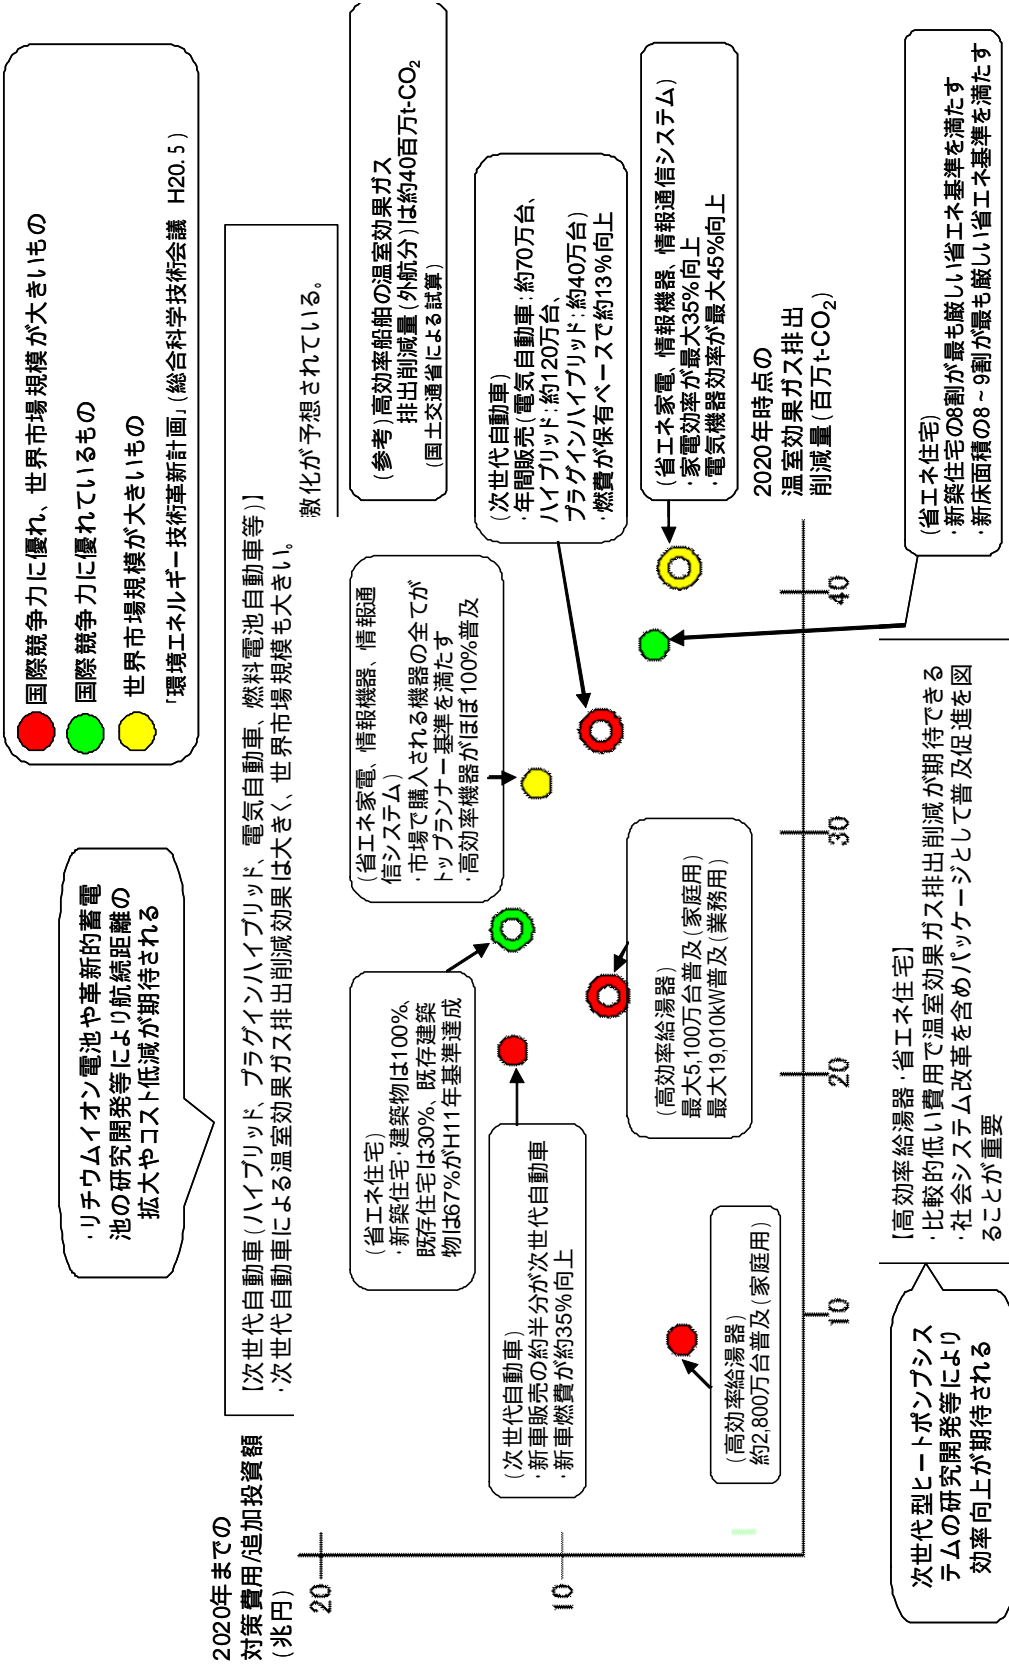 国際競争力に優れ、世界市場規模が大きいもの
国際競争力に優れているもの
世界市場規模が大きいもの
「環境エネルギー技術革新計画」(総合科学技術会議 H20.5)
・リチウムイオン電池や革新的蓄電
池の研究開発等により航続距離の
拡大やコスト低減が期待される
【次世代自動車(ハイブリッド、プラグインハイブリッド、電気自動車、燃料電池自動車等)】
・次世代自動車による温室効果ガス排出削減効果は大きく、世界市場規模も大きい。
激化が予想されている。
2020年までの
対策費用/追加投資額
(兆円)
20
10
(参考)高効率船舶の温室効果ガス
排出削減量(外航分)は約40百万t-CO2
(国土交通省による試算)
(省エネ家電、情報機器、情報通
信システム)
・市場で購入される機器の全てが
トップランナー基準を満たす
・高効率機器がほぼ100%普及
(省エネ住宅)
・新築住宅・建築物は100%、
既存住宅は30%、既存建築
物は67%がH11年基準達成
(次世代自動車)
・年間販売(電気自動車:約70万台、
ハイブリッド:約120万台、
プラグインハイブリッド:約40万台)
・燃費が保有ベースで約13%向上
(次世代自動車)
・新車販売の約半分が次世代自動車
・新車燃費が約35%向上
(省エネ家電、情報機器、情報通信システム)
・家電効率が最大35%向上
・電気機器効率が最大45%向上
(高効率給湯器)
最大5,100万台普及(家庭用)
最大19,010kW普及(業務用)
(高効率給湯器)
約2,800万台普及(家庭用)
2020年時点の
温室効果ガス排出
削減量(百万t-CO2)
10
20
30
40
(省エネ住宅)
・新築住宅の8割が最も厳しい省エネ基準を満たす
・新床面積の8~9割が最も厳しい省エネ基準を満たす
【高効率給湯器・省エネ住宅】
・比較的低い費用で温室効果ガス排出削減が期待できる
・社会システム改革を含めパッケージとして普及促進を図
ることが重要
次世代型ヒートポンプシス
テムの研究開発等により
効率向上が期待される